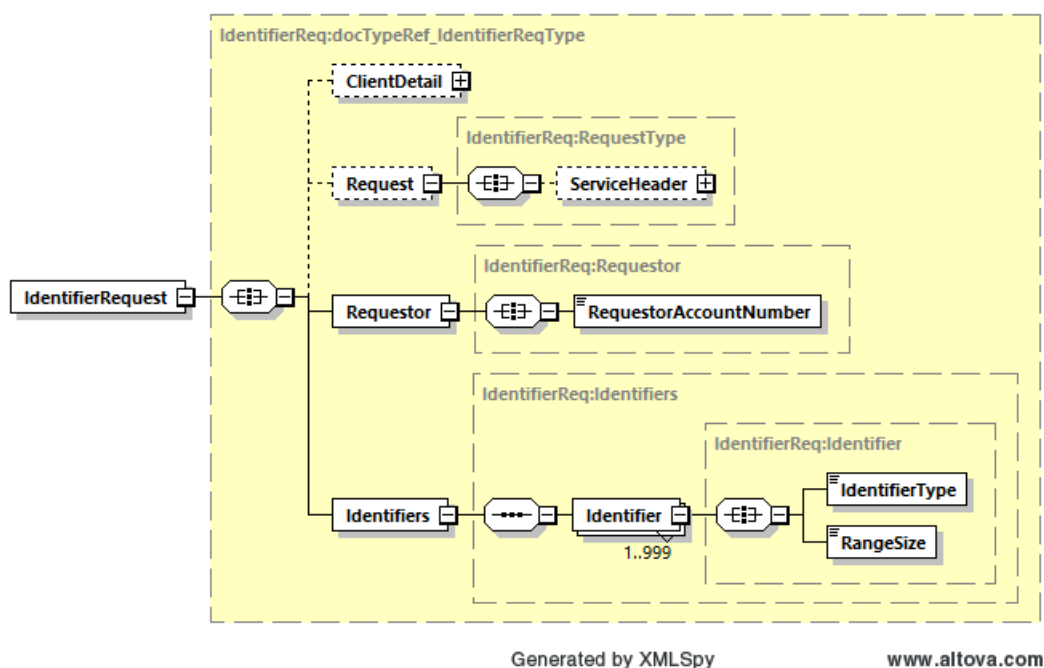 IdentifierReq:docTypeRef_IdentifierReqType
ClientDetail
IdentifierReq:RequestType
Request
ServiceHeader
IdentifierReq:Requestor
IdentifierRequest
Requestor
RequestorAccountNumber
IdentifierReq:Identifiers
IdentifierReq:Identifier
IdentifierType
Identifiers
Identifier
RangeSize
1..999
Generated by XMLSpy www.altova.com